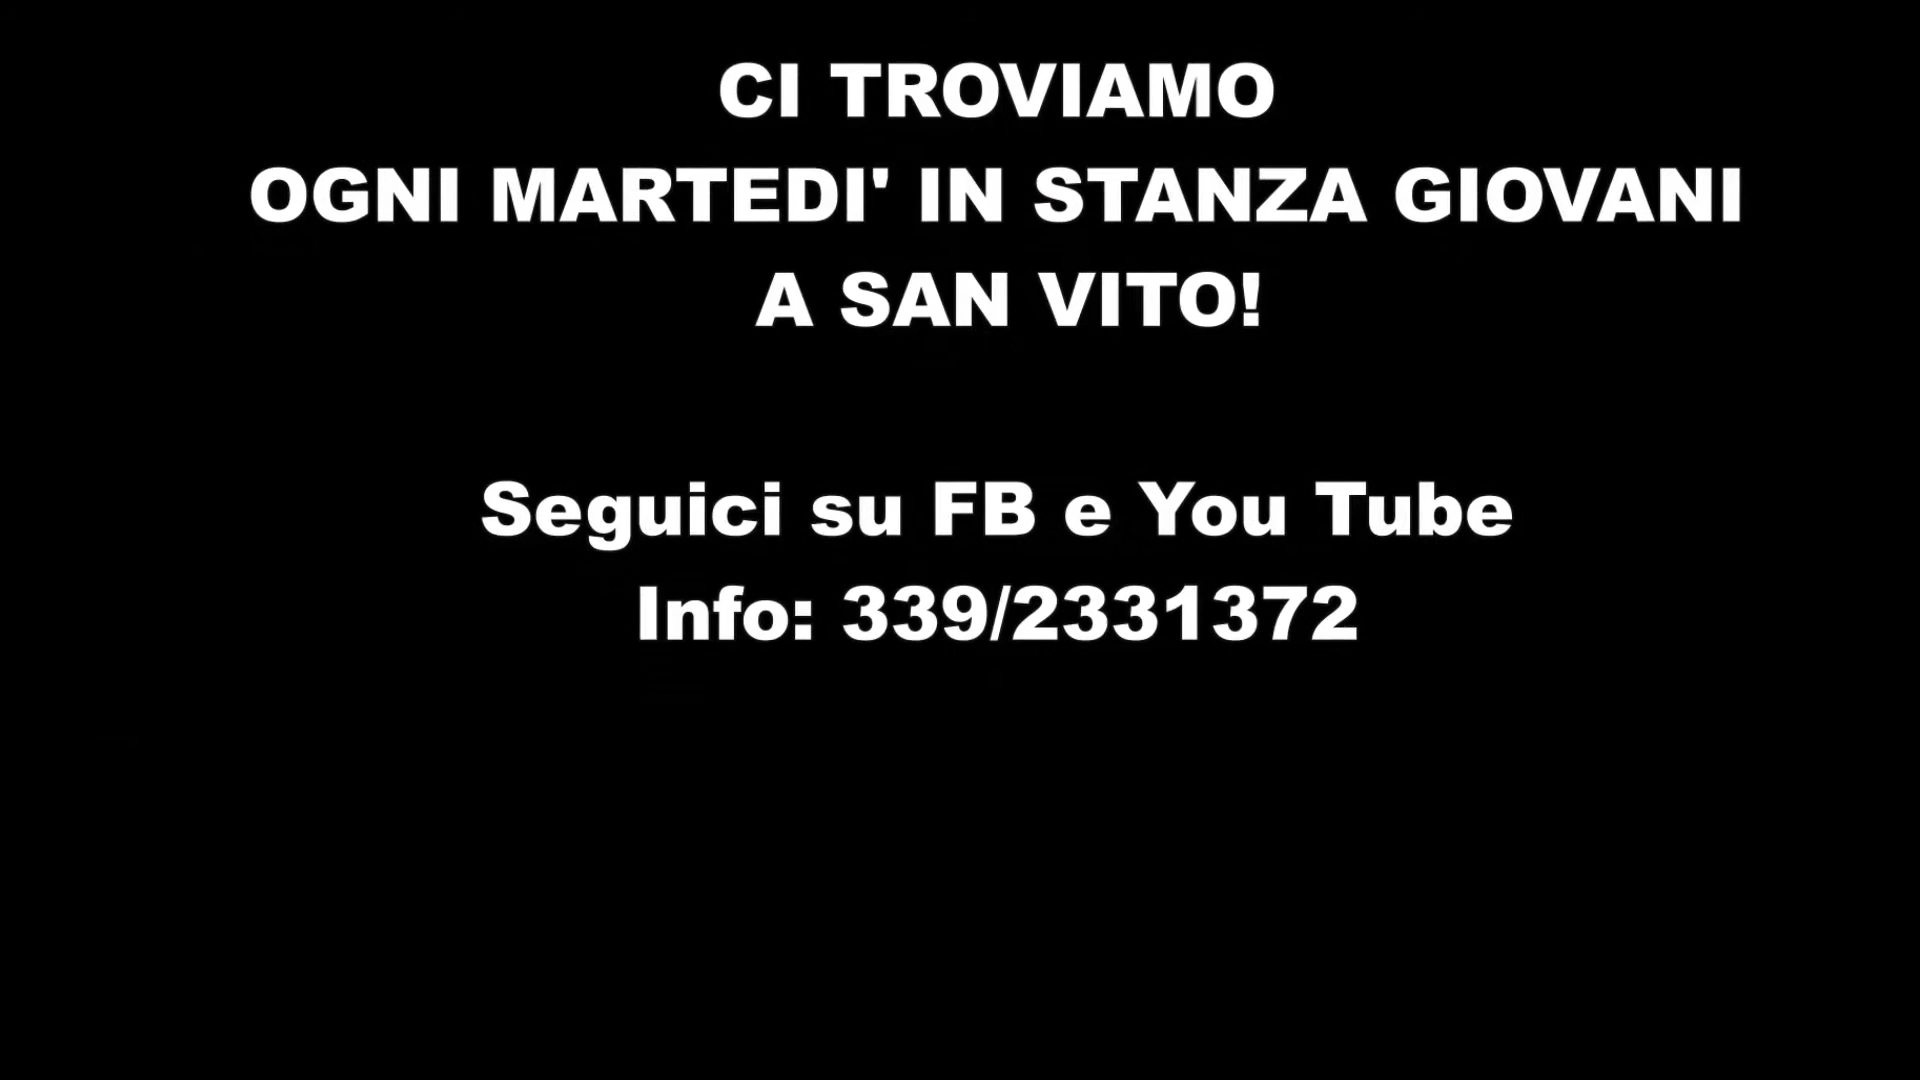 CI TROVIAMO
OGNI MARTEDI' IN STANZA GIOVANI
A SAN VITO!
Seguici su FB e You Tube
Info: 339/2331372